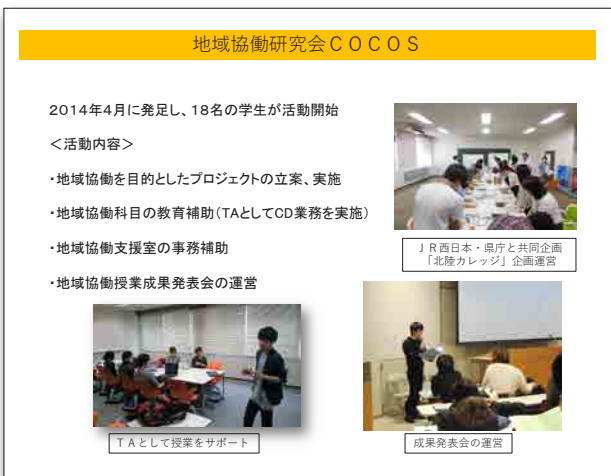 地域協働研究会ＣＯＣＯＳ
2014年4月に発足し、18名の学生が活動開始
＜活動内容＞
・地域協働を目的としたプロジェクトの立案、実施
・地域協働科目の教育補助（TAとしてCD業務を実施）
・地域協働支援室の事務補助
・地域協働授業成果発表会の運営
ＪＲ西日本・県庁と共同企画
「北陸カレッジ」企画運営
ＴＡとして授業をサポート
成果発表会の運営